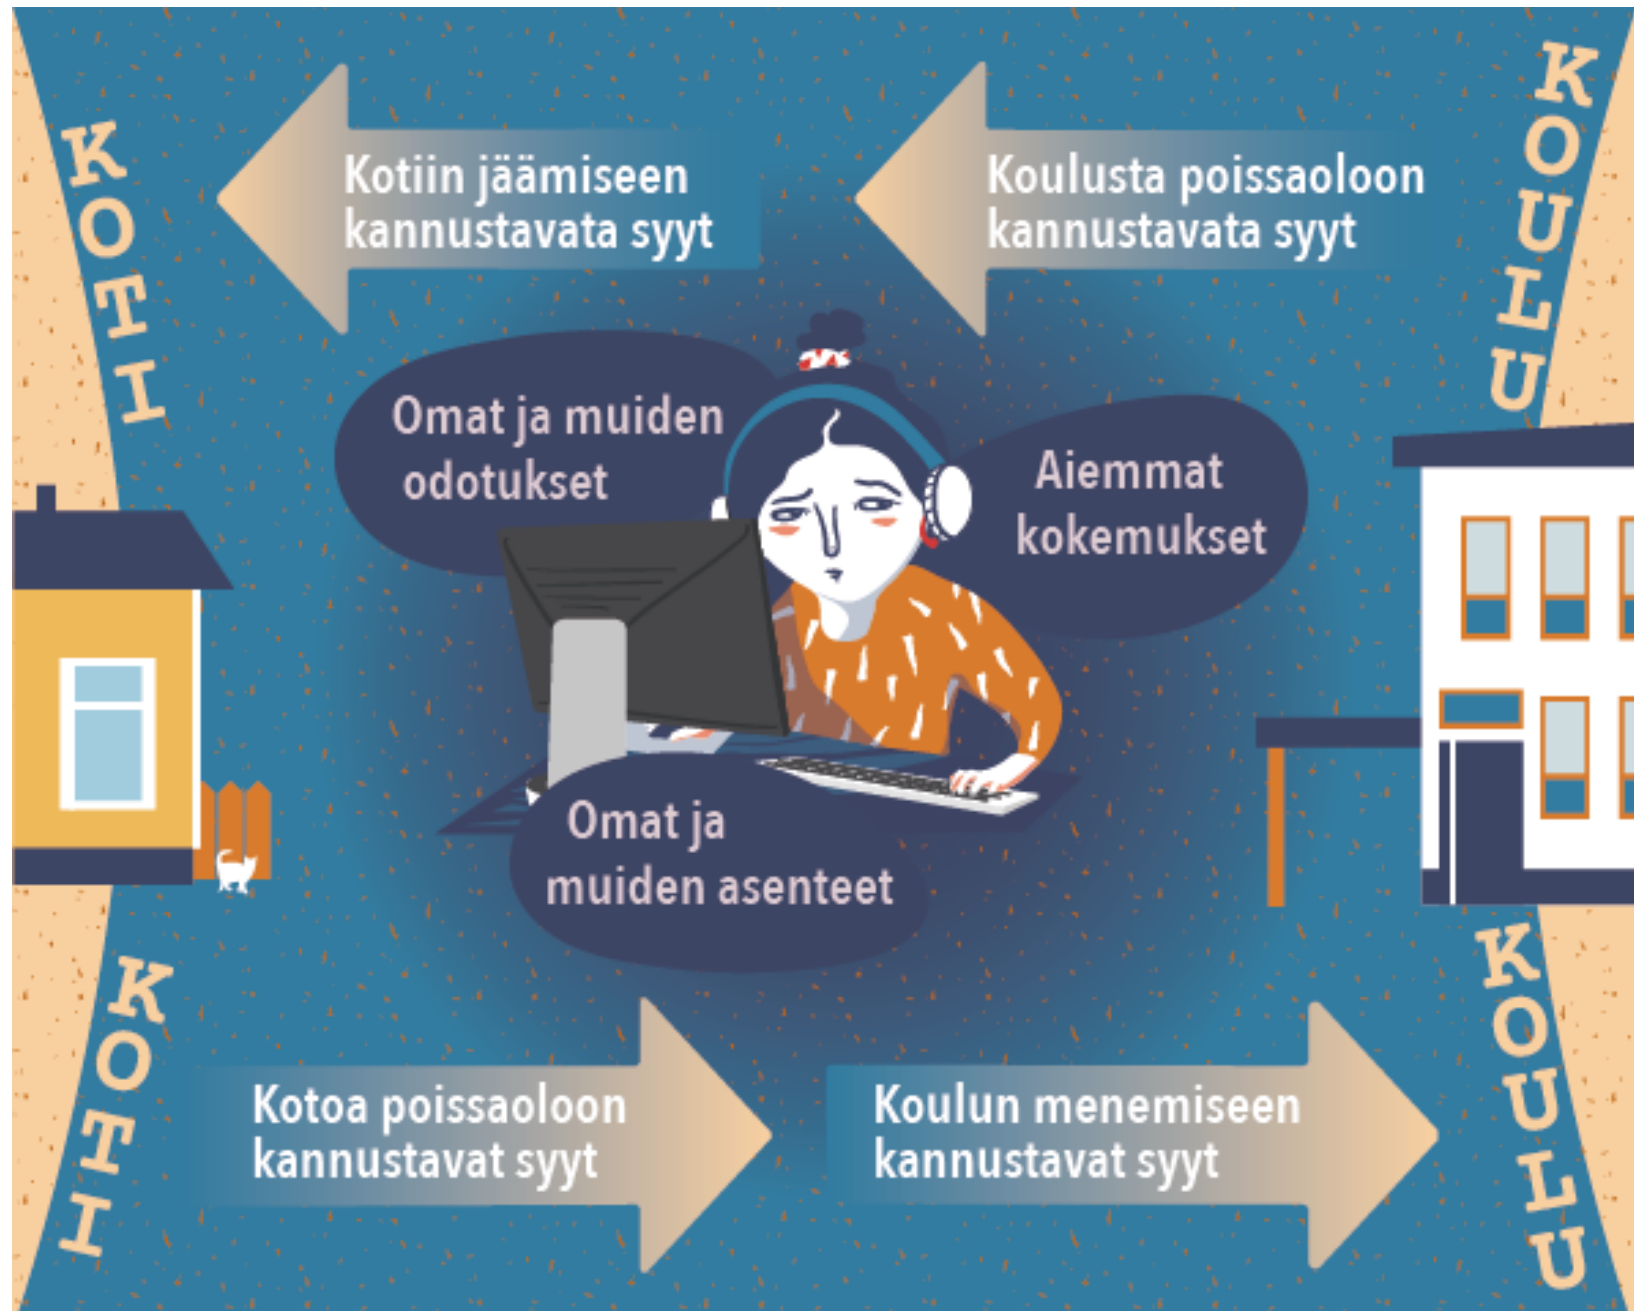 KOTI
Kotiin jäämiseen
kannustavata syyt
Koulusta poissaoloon
kannustavata syyt
KOULU
Omat ja muiden
odotukset
Aiemmat
kokemukset
Omat ja
muiden asenteet
KOTI
Kotoa poissaoloon
kannustavat syyt
Koulun menemiseen
kannustavat syyt
KOULU